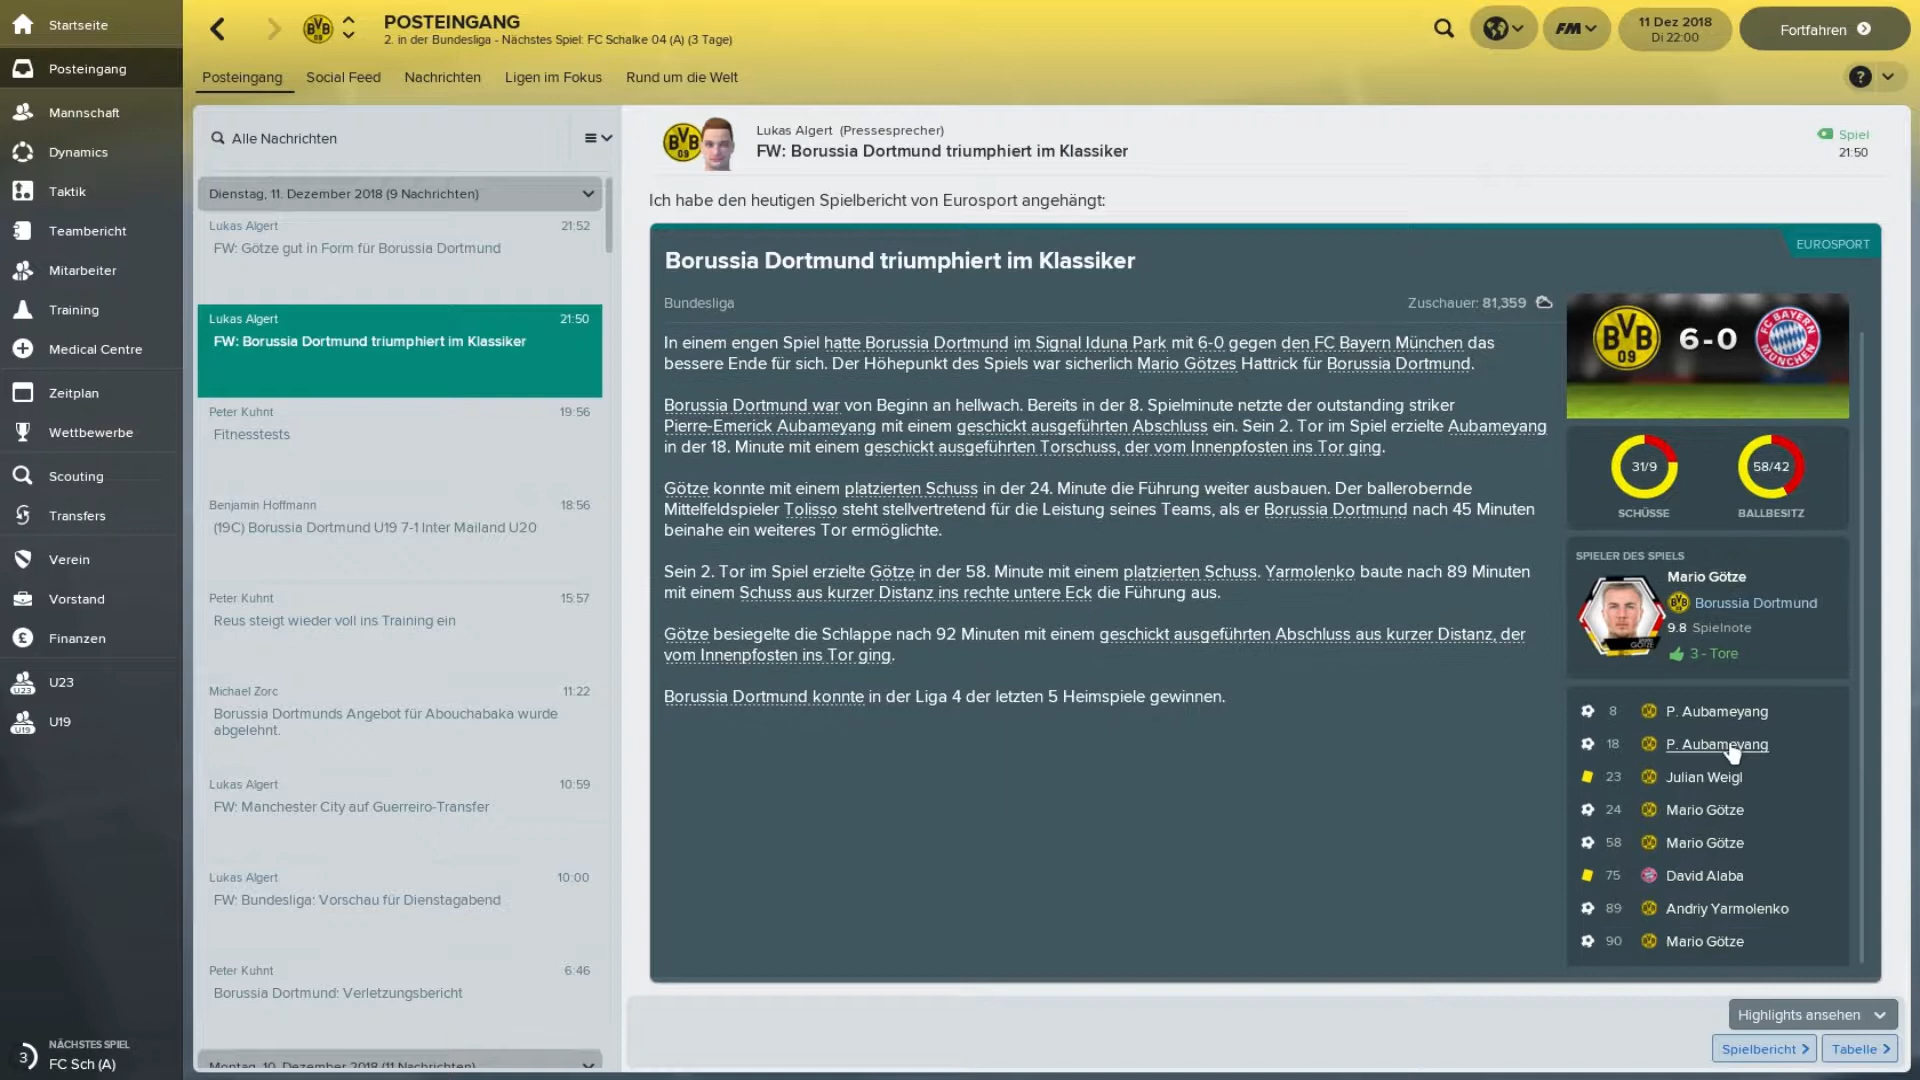 Startseite
Posteingang
Mannschaft
Dynamics
Taktik
Teambericht
Mitarbeiter
Training
Medical Centre
Zeitplan
Wettbewerbe
Scouting
Transfers
Verein
Vorstand
Finanzen
U23
U23
U19
U19
3
NÄCHSTES SPIEL
FC Sch (A)
BVB 09
POSTEINGANG
2. in der Bundesliga - Nächstes Spiel: FC Schalke 04 (A) (3 Tage)
FM
11 Dez 2018
Di 22:00
Fortfahren
Posteingang
Social Feed
Nachrichten
Ligen im Fokus
Rund um die Welt
?
Alle Nachrichten
Dienstag, 11. Dezember 2018 (9 Nachrichten)
Lukas Algert 21:52
FW: Götze gut in Form für Borussia Dortmund
Lukas Algert 21:50
FW: Borussia Dortmund triumphiert im Klassiker
Peter Kuhnt 19:56
Fitnesstests
Benjamin Hoffmann 18:56
(19C) Borussia Dortmund U19 7-1 Inter Mailand U20
Peter Kuhnt 15:57
Reus steigt wieder voll ins Training ein
Michael Zorc 11:22
Borussia Dortmunds Angebot für Abouchabaka wurde
abgelehnt.
Lukas Algert 10:59
FW: Manchester City auf Guerreiro-Transfer
Lukas Algert 10:00
FW: Bundesliga: Vorschau für Dienstagabend
Peter Kuhnt 6:46
Borussia Dortmund: Verletzungsbericht
Montag, 10. Dezember 2018 (11 Nachrichten)
BVB 09
Lukas Algert (Pressesprecher)
FW: Borussia Dortmund triumphiert im Klassiker
Spiel
21:50
Ich habe den heutigen Spielbericht von Eurosport angehängt:
EUROSPORT
Borussia Dortmund triumphiert im Klassiker
Bundesliga
Zuschauer: 81,359
In einem engen Spiel hatte Borussia Dortmund im Signal Iduna Park mit 6-0 gegen den FC Bayern München das
bessere Ende für sich. Der Höhepunkt des Spiels war sicherlich Mario Götzes Hattrick für Borussia Dortmund.
Borussia Dortmund war von Beginn an hellwach. Bereits in der 8. Spielminute netzte der outstanding striker
Pierre-Emerick Aubameyang mit einem geschickt ausgeführten Abschluss ein. Sein 2. Tor im Spiel erzielte Aubameyang
in der 18. Minute mit einem geschickt ausgeführten Torschuss, der vom Innenpfosten ins Tor ging.
Götze konnte mit einem platzierten Schuss in der 24. Minute die Führung weiter ausbauen. Der ballerobernde
Mittelfeldspieler Tolisso steht stellvertretend für die Leistung seines Teams, als er Borussia Dortmund nach 45 Minuten
beinahe ein weiteres Tor ermöglichte.
Sein 2. Tor im Spiel erzielte Götze in der 58. Minute mit einem platzierten Schuss. Yarmolenko baute nach 89 Minuten
mit einem Schuss aus kurzer Distanz ins rechte untere Eck die Führung aus.
Götze besiegelte die Schlappe nach 92 Minuten mit einem geschickt ausgeführten Abschluss aus kurzer Distanz, der
vom Innenpfosten ins Tor ging.
Borussia Dortmund konnte in der Liga 4 der letzten 5 Heimspiele gewinnen.
BVB 09
6-0
FC BAYERN MÜNCHEN
31/9
58/42
SCHÜSSE
BALLBESITZ
SPIELER DES SPIELS
Mario Götze
Borussia Dortmund
9.8 Spielnote
3 - Tore
8 P. Aubameyang
18 P. Aubameyang
23 Julian Weigl
24 Mario Götze
58 Mario Götze
75 David Alaba
89 Andriy Yarmolenko
90 Mario Götze
Highlights ansehen
Spielbericht
Tabelle